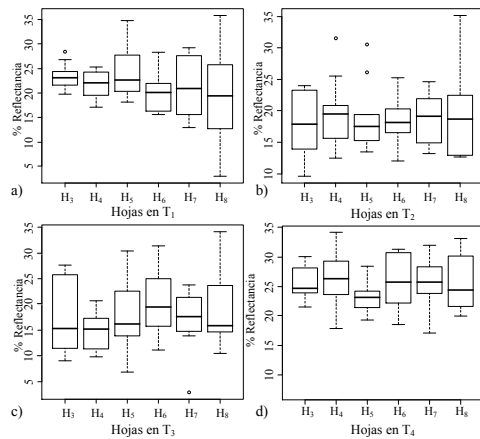 % Reflectancia
35
30
25
20
15
10
5
H₃ H₄ H₅ H₆ H₇ H₈
a)
Hojas en T₁
% Reflectancia
35
30
25
20
15
10
H₃ H₄ H₅ H₆ H₇ H₈
b)
Hojas en T₂
% Reflectancia
35
30
25
20
15
10
5
H₃ H₄ H₅ H₆ H₇ H₈
c)
Hojas en T₃
% Reflectancia
35
30
25
20
15
10
H₃ H₄ H₅ H₆ H₇ H₈
d)
Hojas en T₄